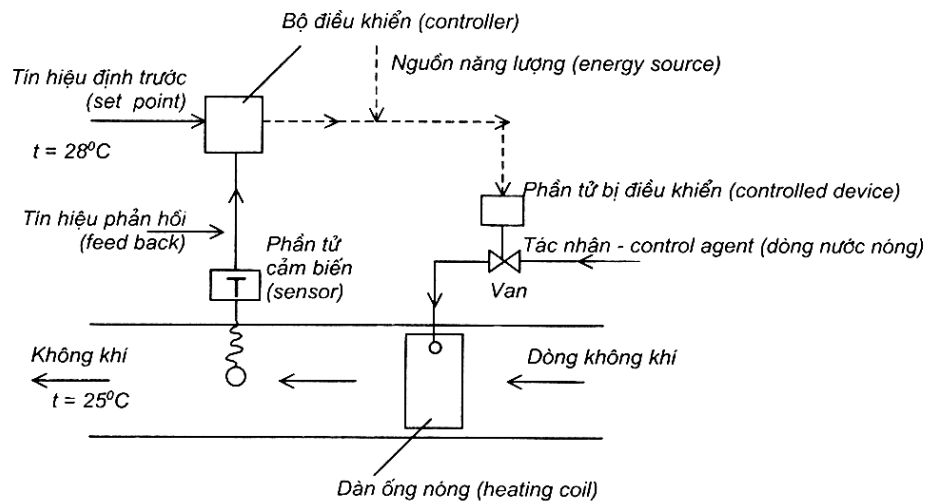 Bộ điều khiển (controller)
Nguồn năng lượng (energy source)
Tín hiệu định trước
(set point)
t = 28⁰C
Phần tử bị điều khiển (controlled device)
Tín hiệu phản hồi
(feed back)
Phần tử
cảm biến
(sensor)
T
Tác nhân - control agent (dòng nước nóng)
Van
Không khí
t = 25⁰C
Dòng không khí
Dàn ống nóng (heating coil)